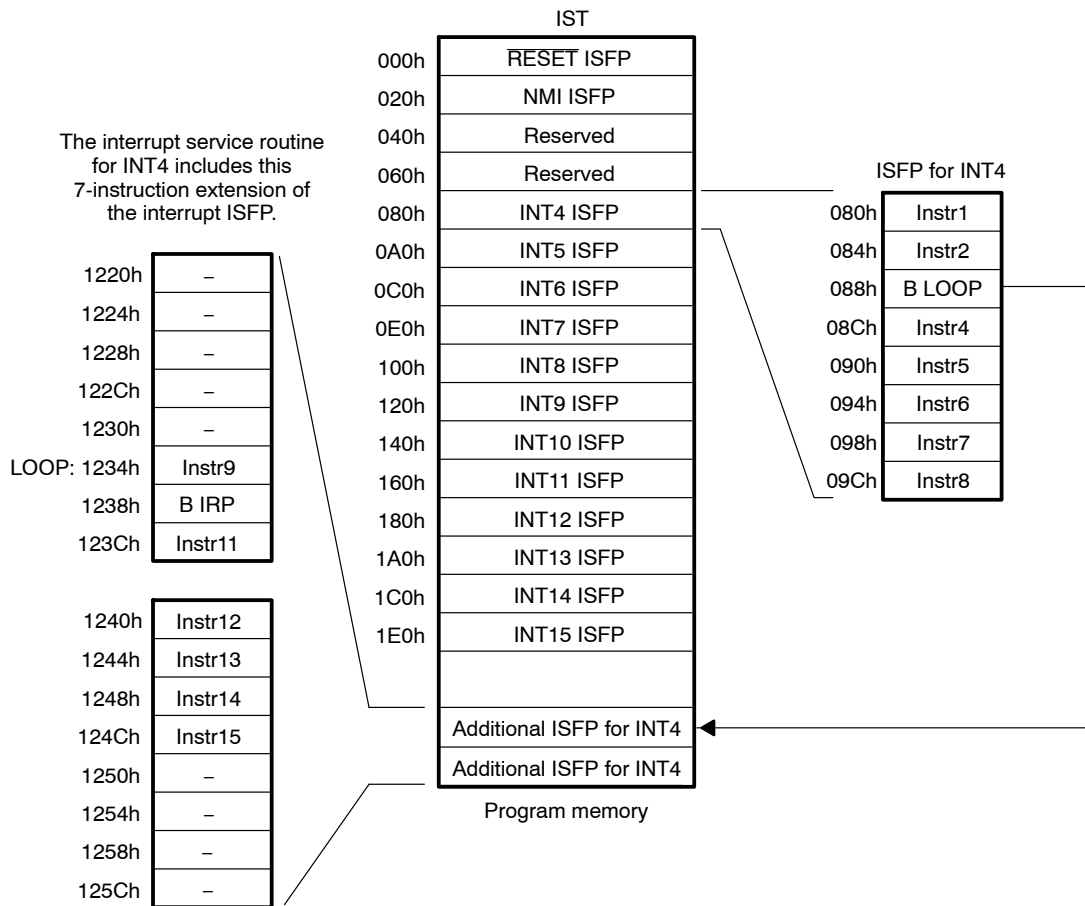 IST
000h RESET ISFP
020h NMI ISFP
040h Reserved
060h Reserved
080h INT4 ISFP
0A0h INT5 ISFP
0C0h INT6 ISFP
0E0h INT7 ISFP
100h INT8 ISFP
120h INT9 ISFP
140h INT10 ISFP
160h INT11 ISFP
180h INT12 ISFP
1A0h INT13 ISFP
1C0h INT14 ISFP
1E0h INT15 ISFP
Additional ISFP for INT4
Additional ISFP for INT4
Program memory
The interrupt service routine
for INT4 includes this
7-instruction extension of
the interrupt ISFP.
1220h –
1224h –
1228h –
122Ch –
1230h –
LOOP: 1234h Instr9
1238h B IRP
123Ch Instr11
1240h Instr12
1244h Instr13
1248h Instr14
124Ch Instr15
1250h –
1254h –
1258h –
125Ch –
ISFP for INT4
080h Instr1
084h Instr2
088h B LOOP
08Ch Instr4
090h Instr5
094h Instr6
098h Instr7
09Ch Instr8